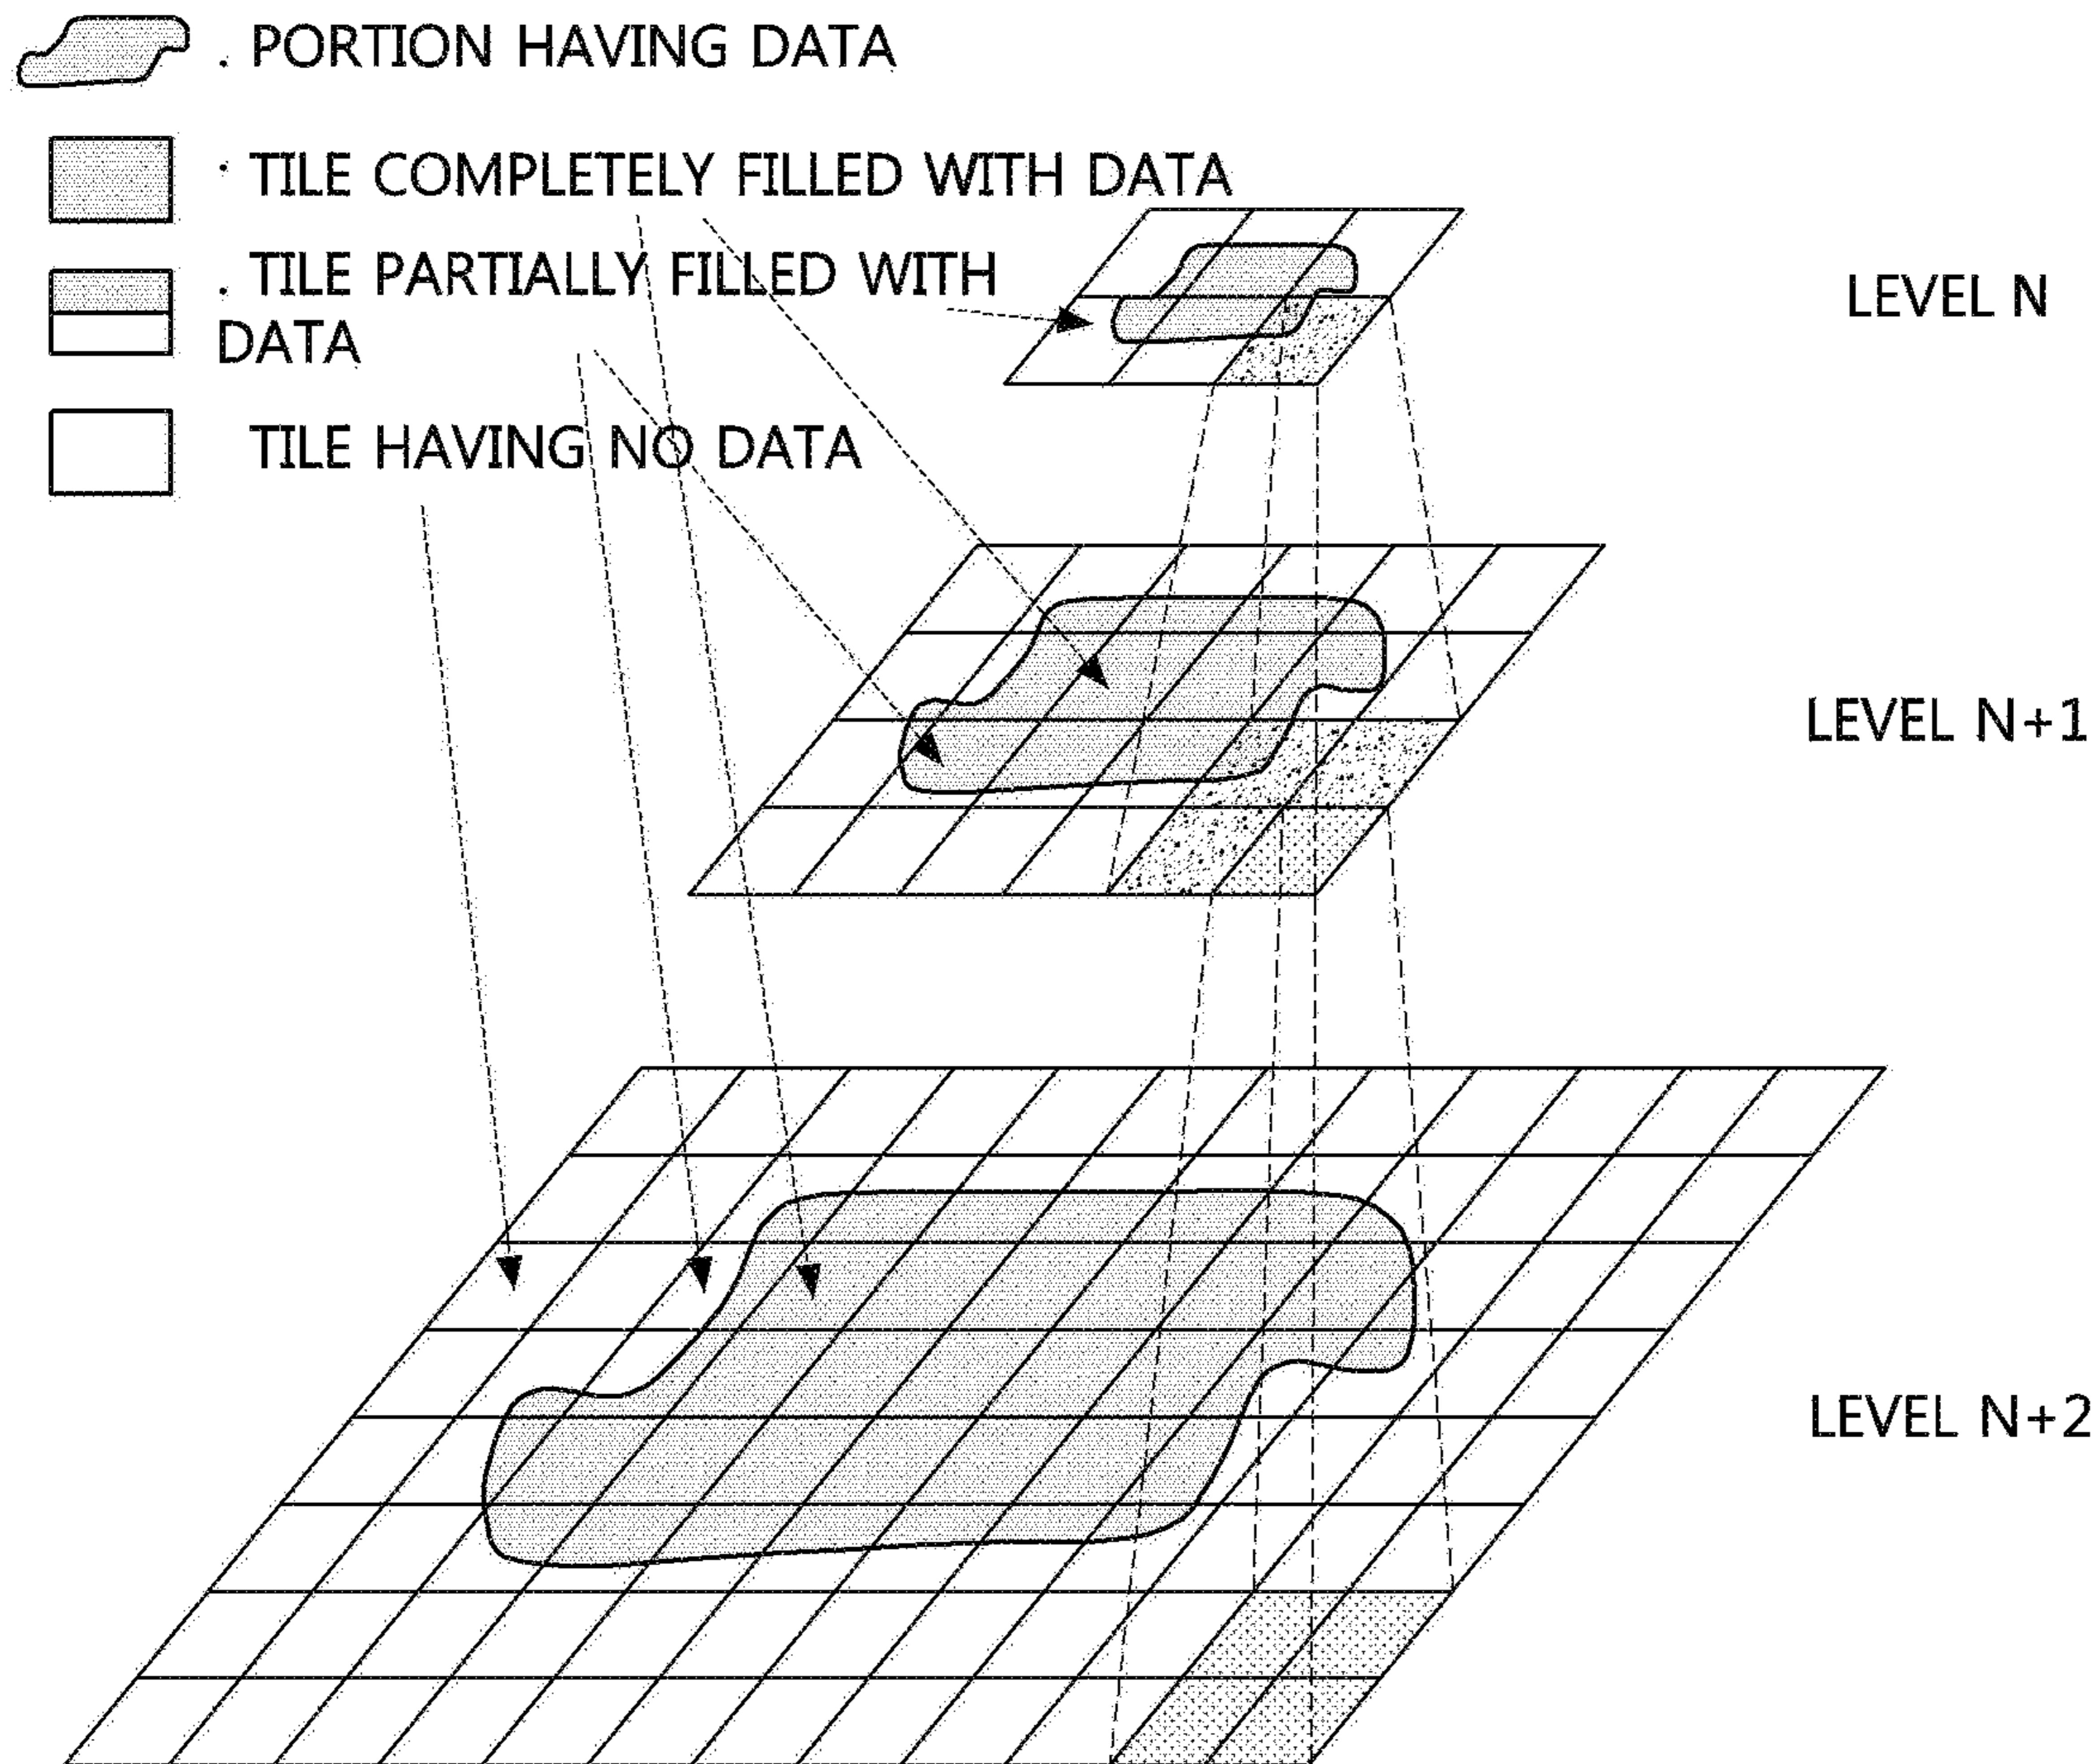 . PORTION HAVING DATA
· TILE COMPLETELY FILLED WITH DATA
. TILE PARTIALLY FILLED WITH
DATA
TILE HAVING NO DATA
LEVEL N
LEVEL N+1
LEVEL N+2